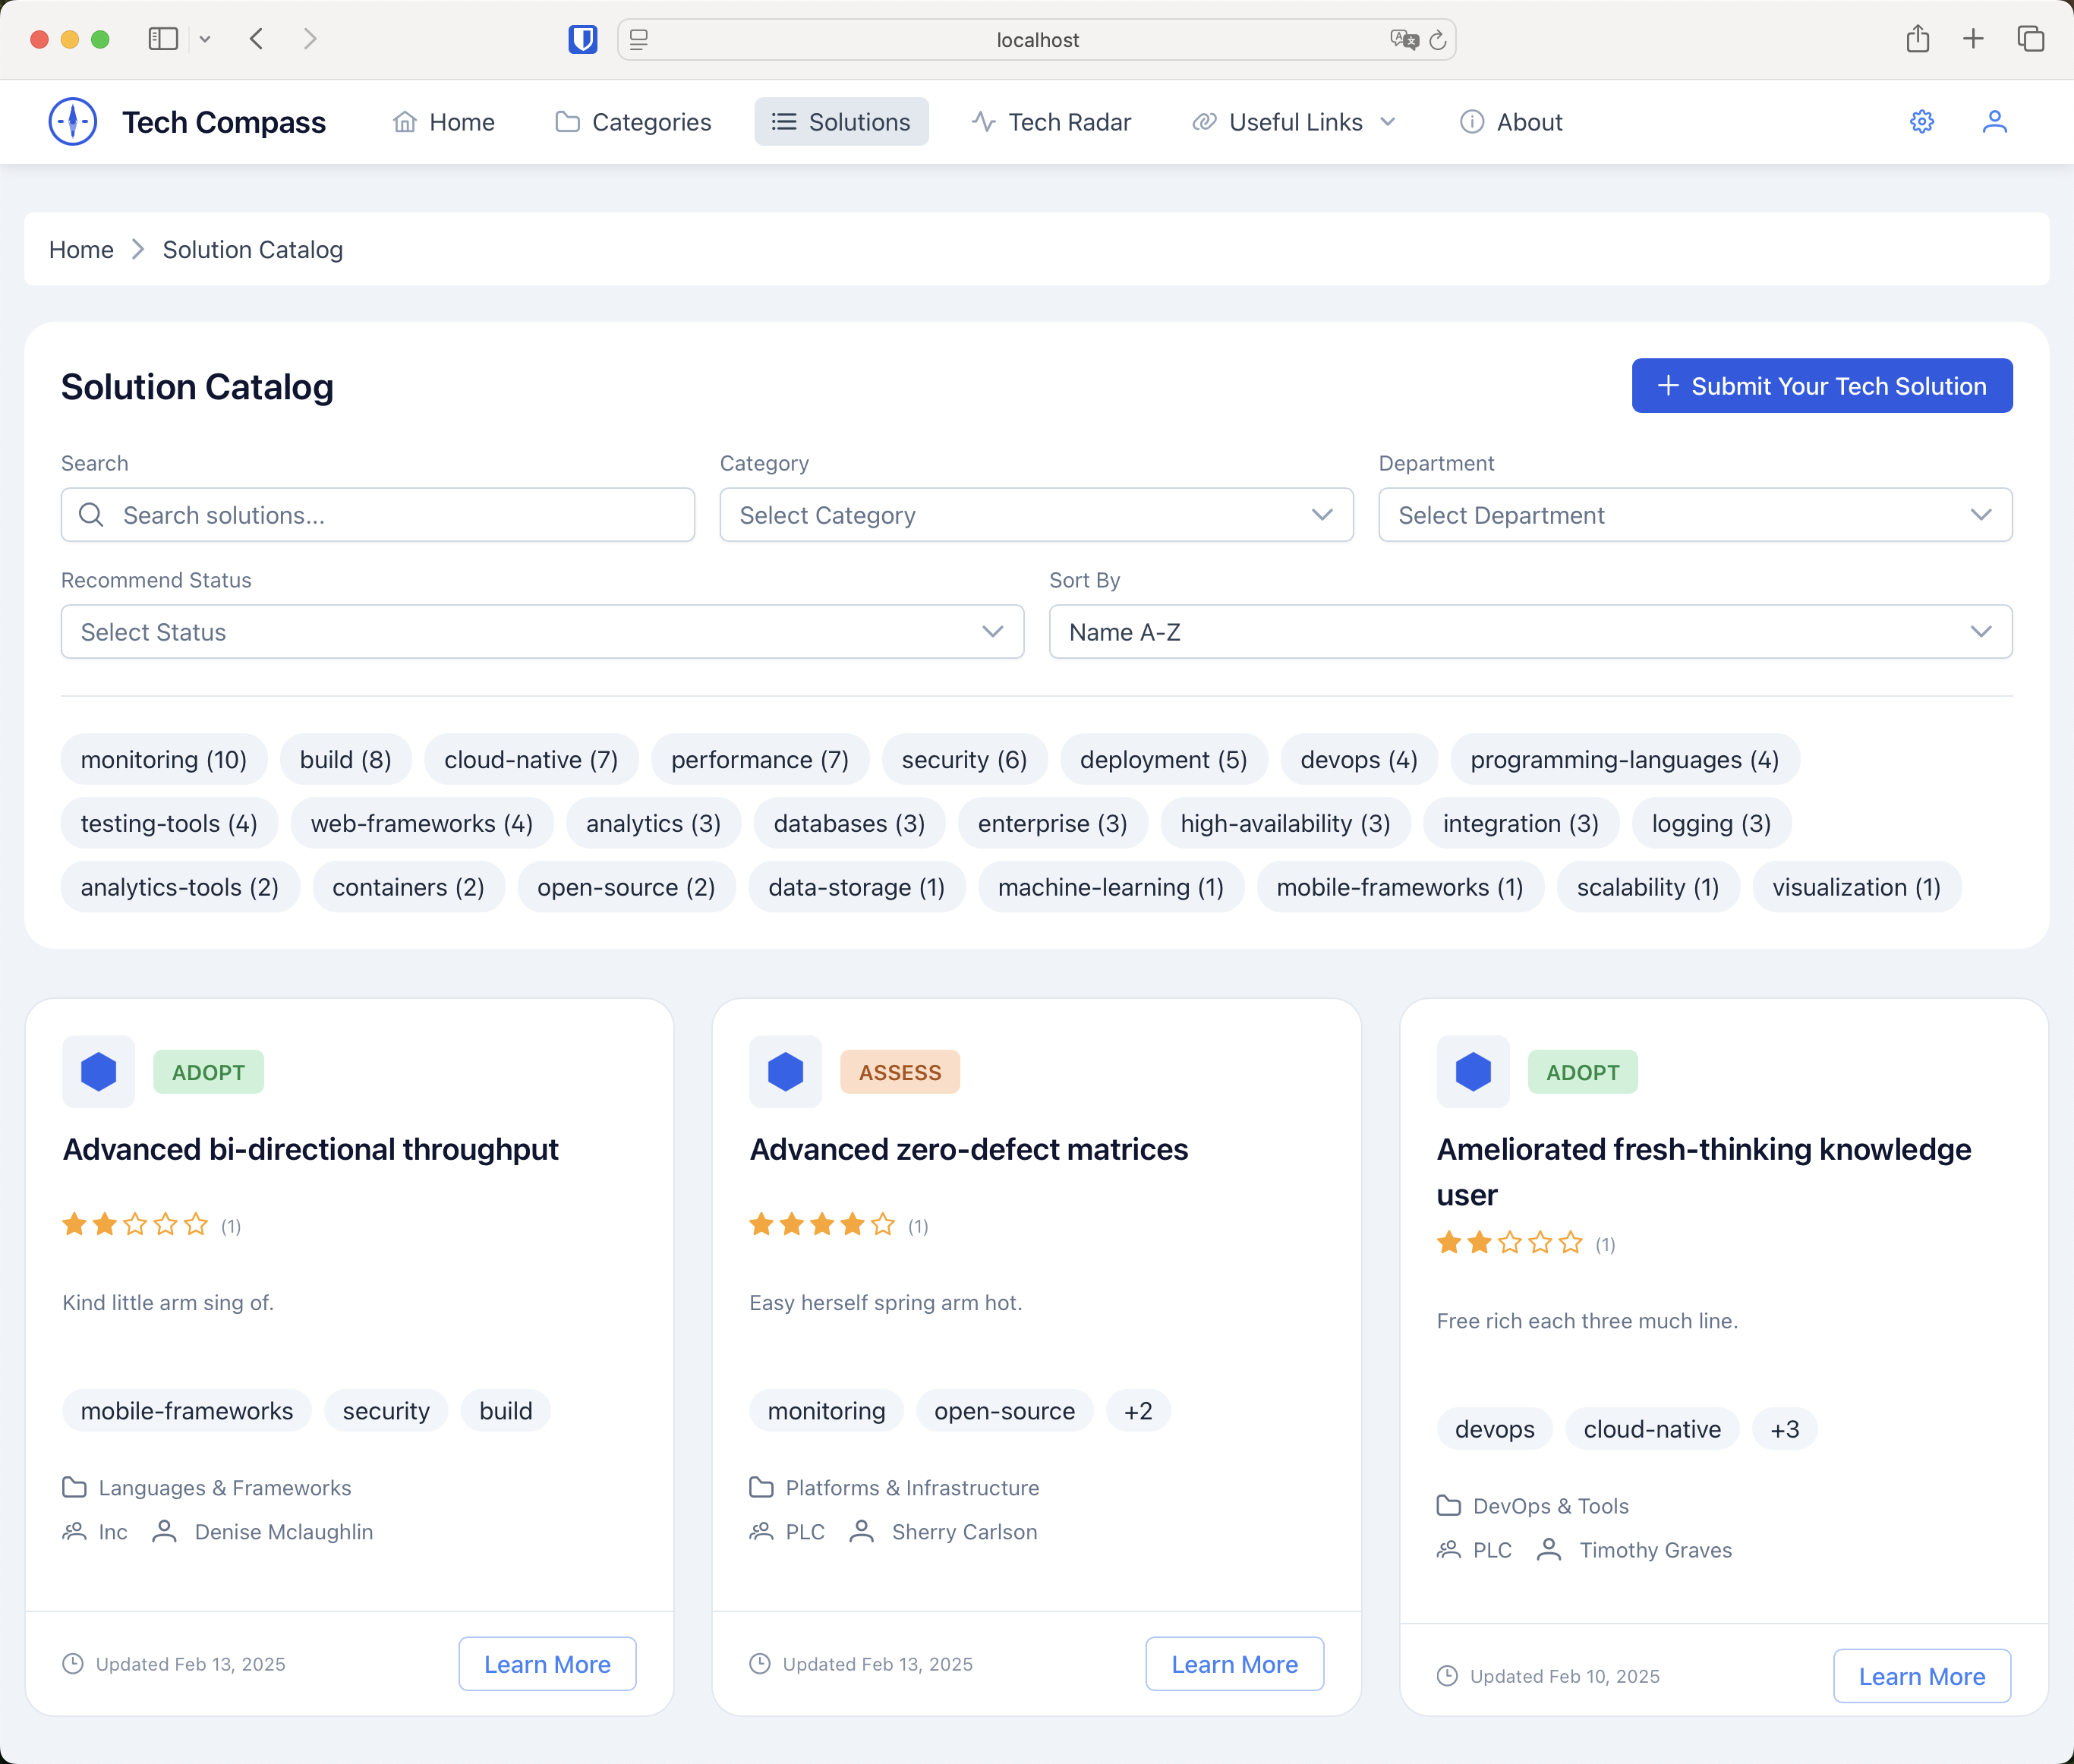 localhost
Tech Compass
Home
Categories
Solutions
Tech Radar
Useful Links
About
Home
Solution Catalog
Solution Catalog
Submit Your Tech Solution
Search
Category
Department
Search solutions...
Select Category
Select Department
Recommend Status
Sort By
Select Status
Name A-Z
monitoring (10)
build (8)
cloud-native (7)
performance (7)
security (6)
deployment (5)
devops (4)
programming-languages (4)
testing-tools (4)
web-frameworks (4)
analytics (3)
databases (3)
enterprise (3)
high-availability (3)
integration (3)
logging (3)
analytics-tools (2)
containers (2)
open-source (2)
data-storage (1)
machine-learning (1)
mobile-frameworks (1)
scalability (1)
visualization (1)
ADOPT
Advanced bi-directional throughput
(1)
Kind little arm sing of.
mobile-frameworks
security
build
Languages & Frameworks
Inc
Denise Mclaughlin
Updated Feb 13, 2025
Learn More
ASSESS
Advanced zero-defect matrices
(1)
Easy herself spring arm hot.
monitoring
open-source
+2
Platforms & Infrastructure
PLC
Sherry Carlson
Updated Feb 13, 2025
Learn More
ADOPT
Ameliorated fresh-thinking knowledge
user
(1)
Free rich each three much line.
devops
cloud-native
+3
DevOps & Tools
PLC
Timothy Graves
Updated Feb 10, 2025
Learn More